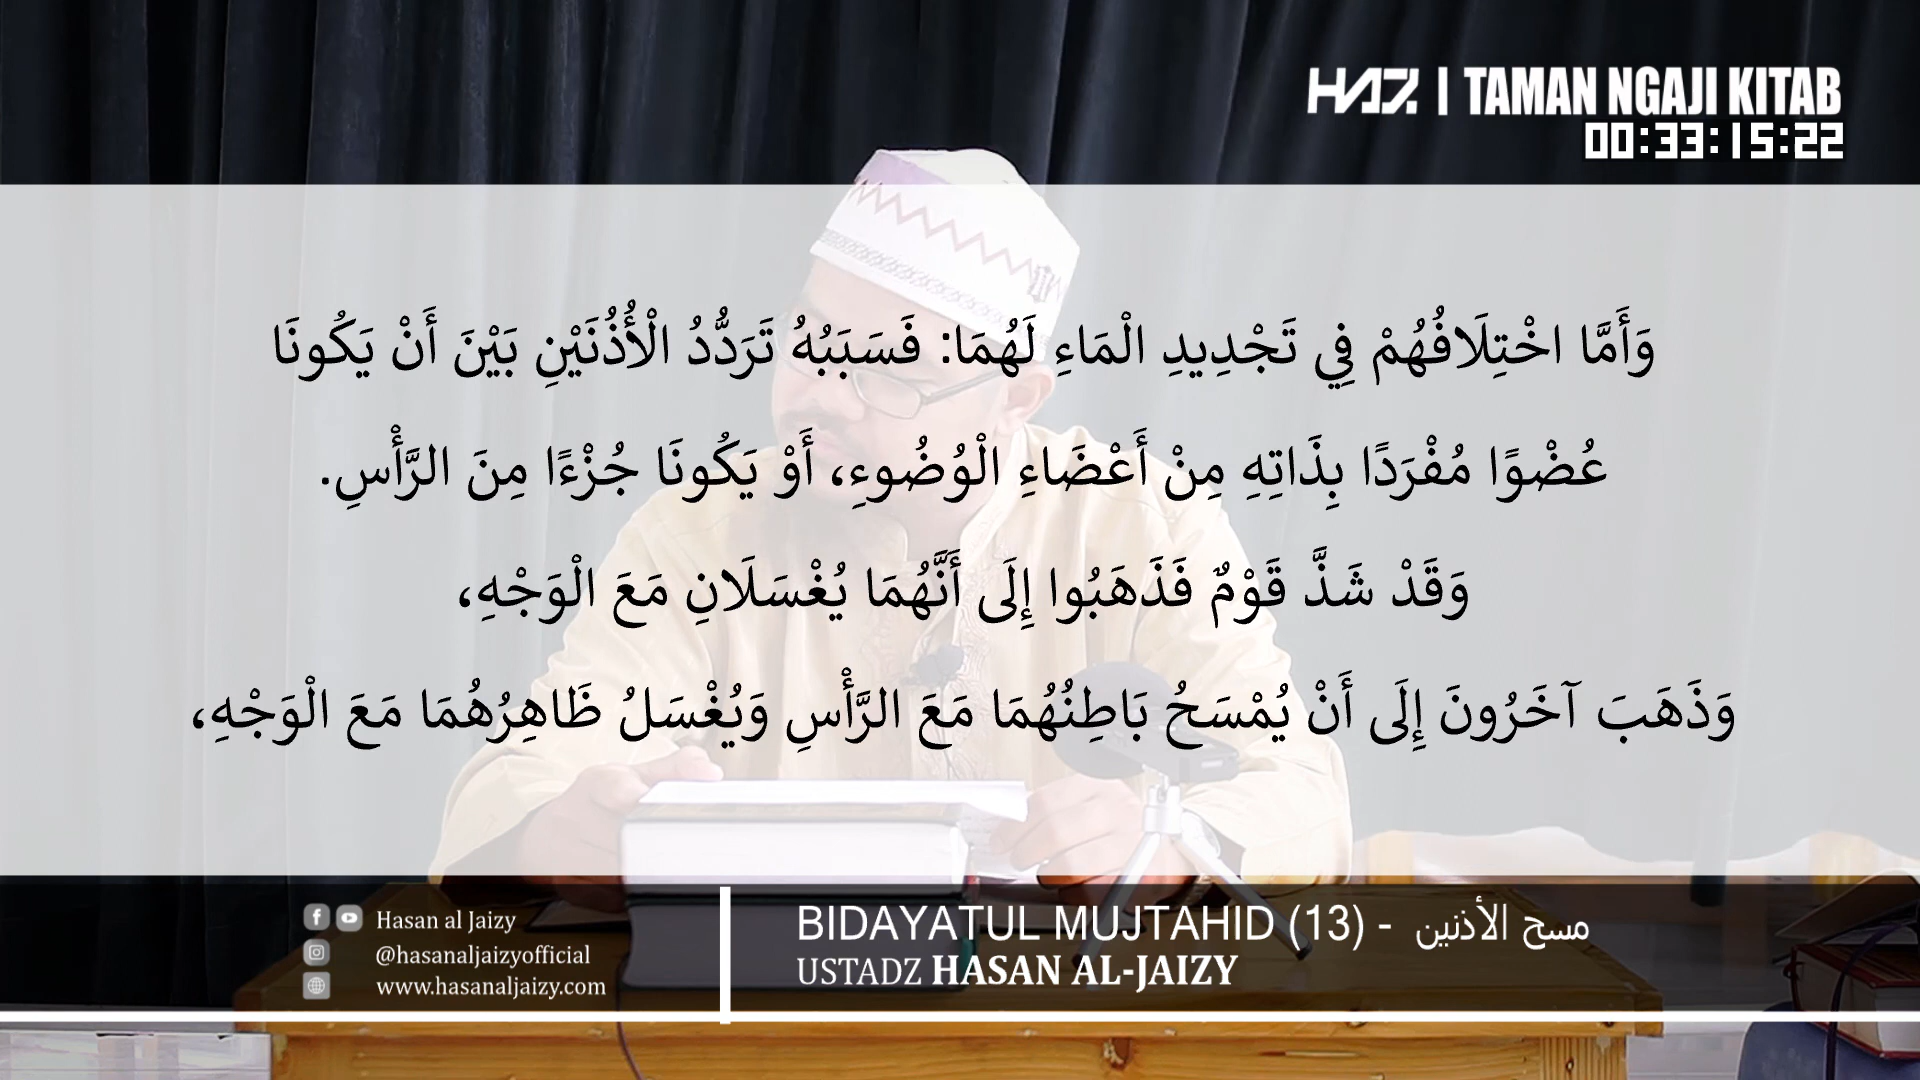 HAJZ | TAMAN NGAJI KITAB
00:33:15:22
وَأَمَّا اخْتِلَافُهُمْ فِي تَجْدِيدِ الْمَاءِ لَهُمَا: فَسَبَبُهُ تَرَدُّدُ الْأُذُنَيْنِ بَيْنَ أَنْ يَكُونَا
عُضْوًا مُفْرَدًا بِذَاتِهِ مِنْ أَعْضَاءِ الْوُضُوءِ، أَوْ يَكُونَا جُزْءًا مِنَ الرَّأْسِ.
وَقَدْ شَذَّ قَوْمٌ فَذَهَبُوا إِلَى أَنَّهُمَا يُغْسَلَانِ مَعَ الْوَجْهِ،
وَذَهَبَ آخَرُونَ إِلَى أَنْ يُمْسَحُ بَاطِنُهُمَا مَعَ الرَّأْسِ وَيُغْسَلُ ظَاهِرُهُمَا مَعَ الْوَجْهِ،
Hasan al Jaizy
@hasanaljaizyofficial
www.hasanaljaizy.com
BIDAYATUL MUJTAHID (13) - مسح الأذنين
USTADZ HASAN AL-JAIZY